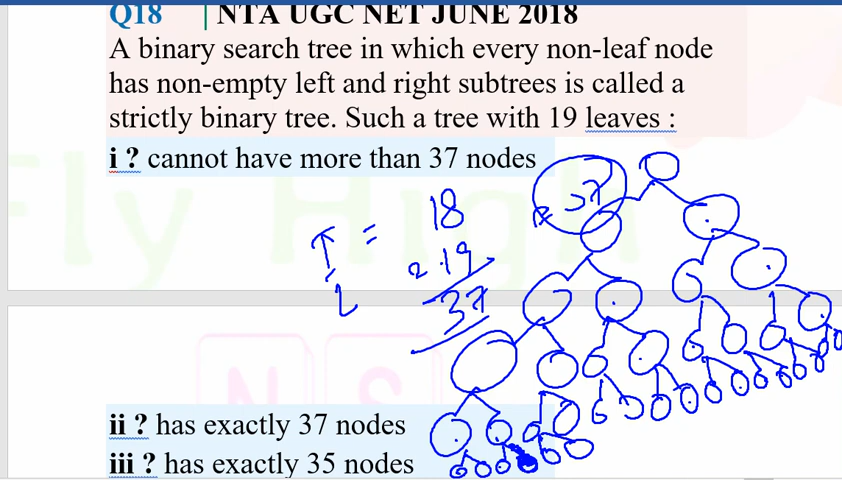 Q18 | NTA UGC NET JUNE 2018
A binary search tree in which every non-leaf node
has non-empty left and right subtrees is called a
strictly binary tree. Such a tree with 19 leaves :
i ? cannot have more than 37 nodes
37
I = 18
L 19
37
ii ? has exactly 37 nodes
iii ? has exactly 35 nodes